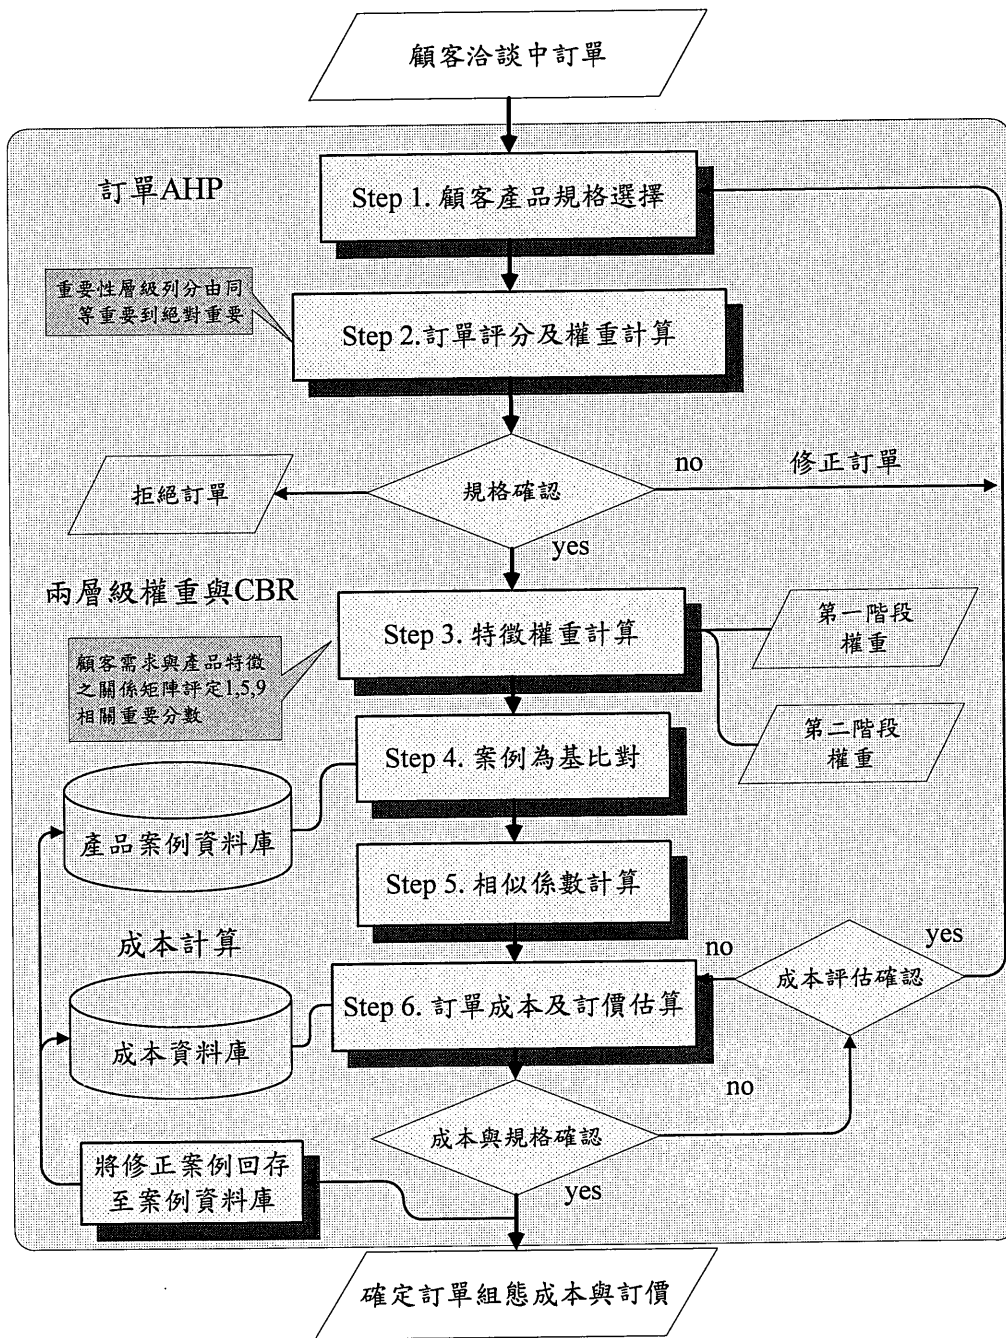 顧客洽談中訂單
訂單AHP
Step 1. 顧客產品規格選擇
重要性層級列分由同
等重要到絕對重要
Step 2.訂單評分及權重計算
拒絕訂單
規格確認
no
修正訂單
yes
兩層級權重與CBR
Step 3. 特徵權重計算
第一階段
權重
顧客需求與產品特徵
之關係矩陣評定1,5,9
相關重要分數
第二階段
權重
Step 4. 案例為基比對
產品案例資料庫
Step 5. 相似係數計算
成本計算
no
yes
成本評估確認
Step 6. 訂單成本及訂價估算
成本資料庫
no
成本與規格確認
將修正案例回存
至案例資料庫
yes
確定訂單組態成本與訂價